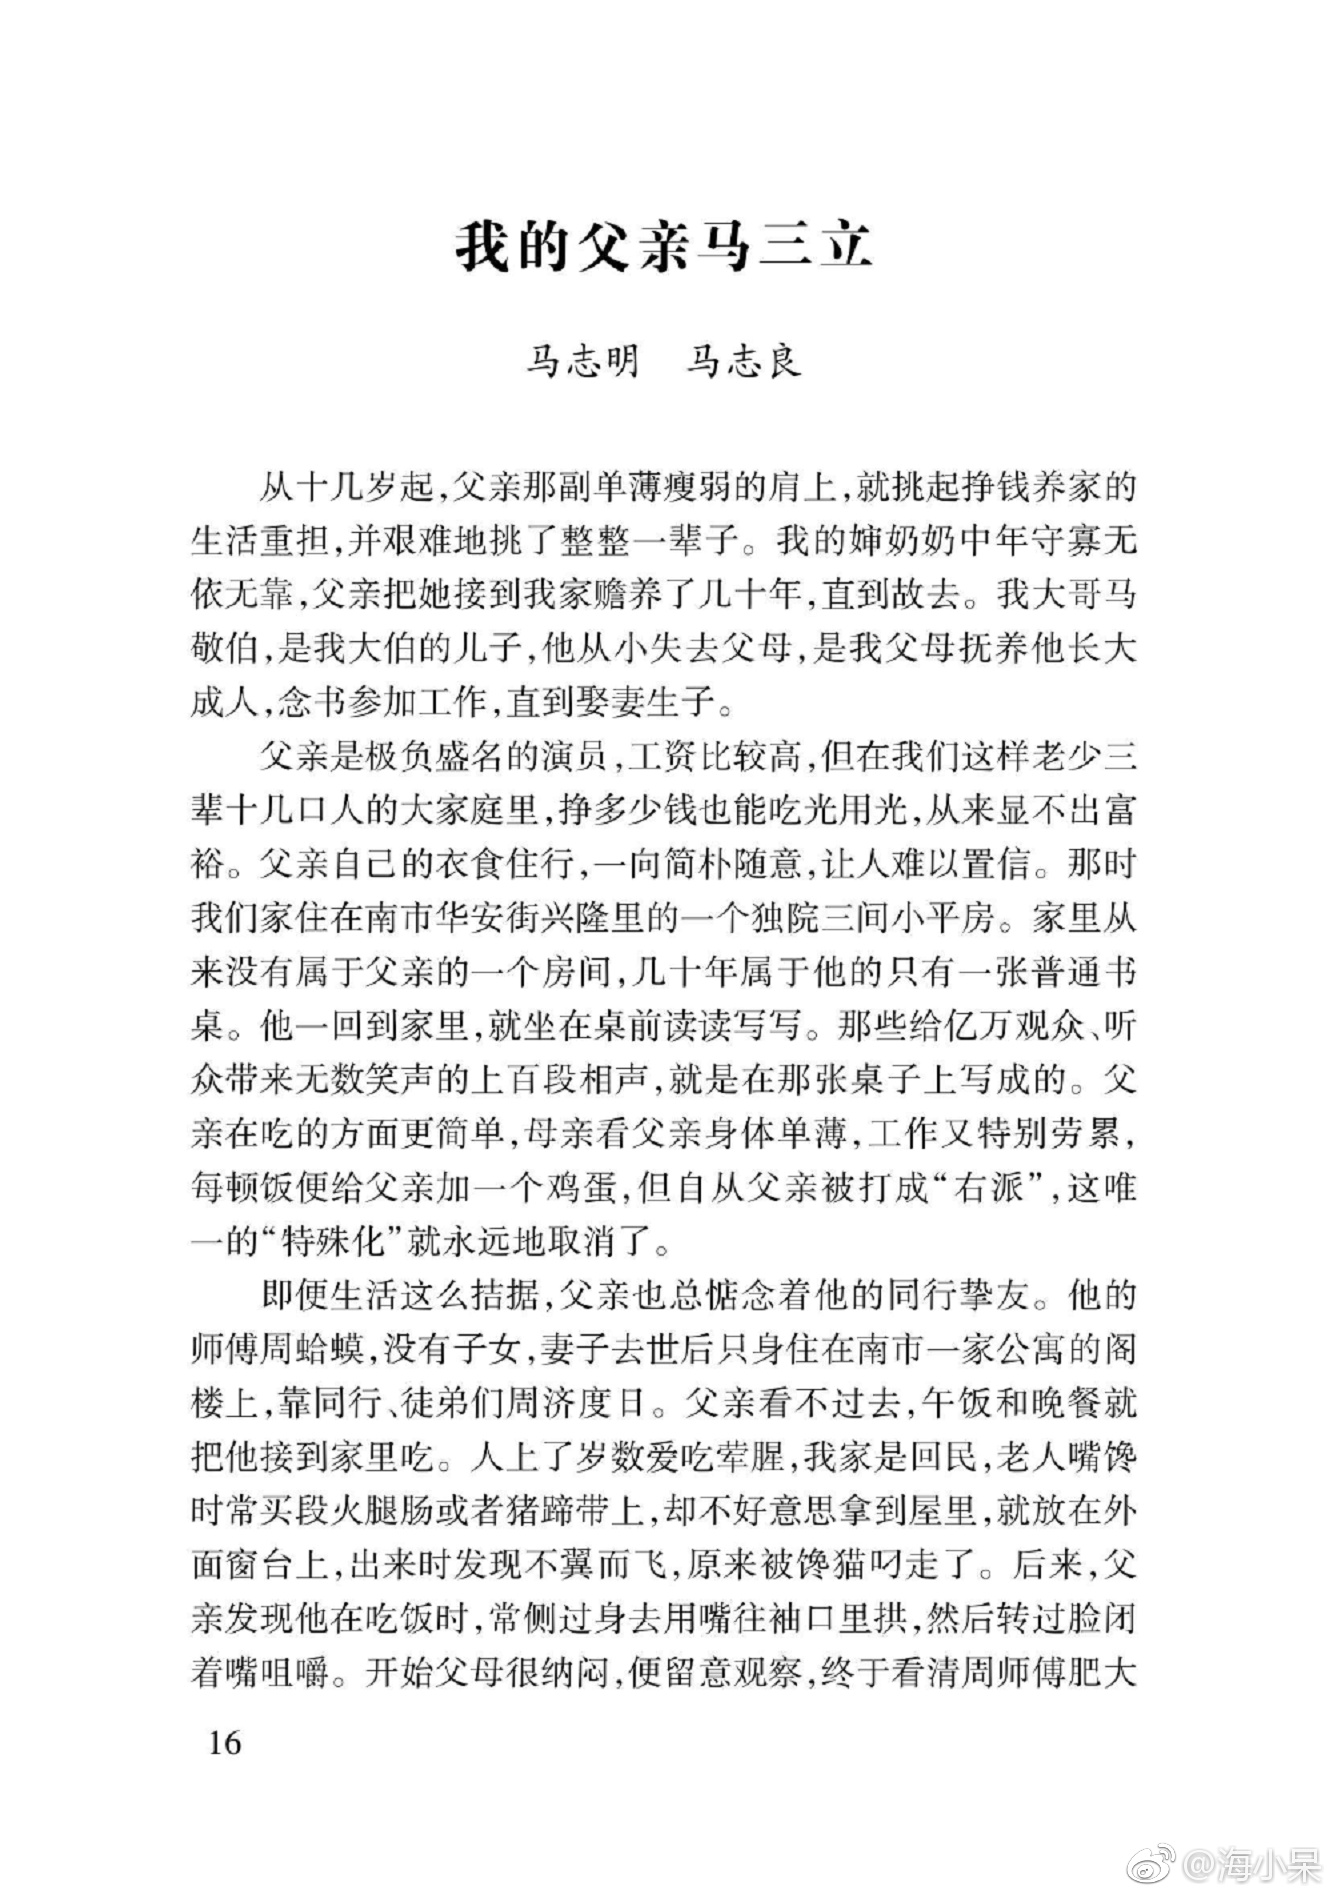 我的父亲马三立
马志明 马志良
从十几岁起,父亲那副单薄瘦弱的肩上,就挑起挣钱养家的
生活重担,并艰难地挑了整整一辈子。我的婶奶奶中年守寡无
依无靠,父亲把她接到我家赡养了几十年,直到故去。我大哥马
敬伯,是我大伯的儿子,他从小失去父母,是我父母抚养他长大
成人,念书参加工作,直到娶妻生子。
父亲是极负盛名的演员,工资比较高,但在我们这样老少三
辈十几口人的大家庭里,挣多少钱也能吃光用光,从来显不出富
裕。父亲自己的衣食住行,一向简朴随意,让人难以置信。那时
我们家住在南市华安街兴隆里的一个独院三间小平房。家里从
来没有属于父亲的一个房间,几十年属于他的只有一张普通书
桌。他一回到家里,就坐在桌前读读写写。那些给亿万观众、听
众带来无数笑声的上百段相声,就是在那张桌子上写成的。父
亲在吃的方面更简单,母亲看父亲身体单薄,工作又特别劳累,
每顿饭便给父亲加一个鸡蛋,但自从父亲被打成“右派”,这唯
一的“特殊化”就永远地取消了。
即便生活这么拮据,父亲也总惦念着他的同行挚友。他的
师傅周蛤蟆,没有子女,妻子去世后只身住在南市一家公寓的阁
楼上,靠同行、徒弟们周济度日。父亲看不过去,午饭和晚餐就
把他接到家里吃。人上了岁数爱吃荤腥,我家是回民,老人嘴馋
时常买段火腿肠或者猪蹄带上,却不好意思拿到屋里,就放在外
面窗台上,出来时发现不翼而飞,原来被馋猫叼走了。后来,父
亲发现他在吃饭时,常侧过身去用嘴往袖口里拱,然后转过脸闭
着嘴咀嚼。开始父母很纳闷,便留意观察,终于看清周师傅肥大
16
@海小呆